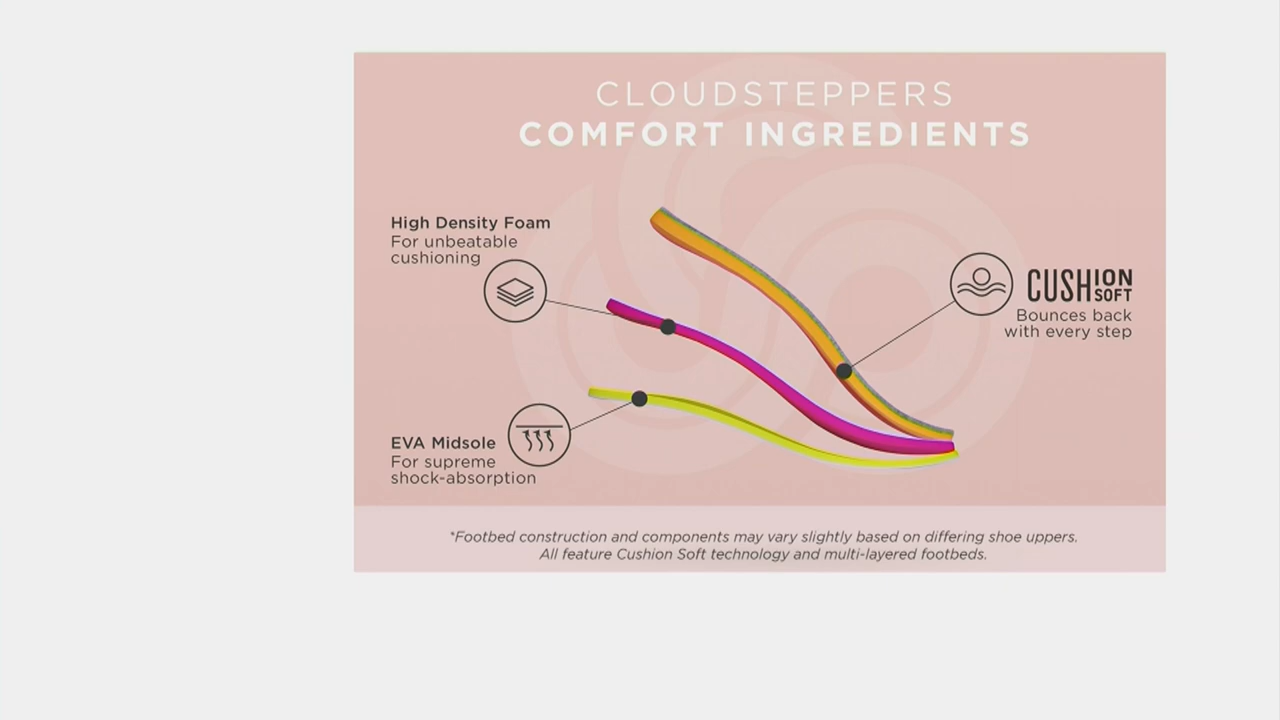 CLOUDSTEPPERS
COMFORT INGREDIENTS
High Density Foam
For unbeatable
cushioning
CUSHION
SOFT
Bounces back
with every step
EVA Midsole
For supreme
shock-absorption
*Footbed construction and components may vary slightly based on differing shoe uppers.
All feature Cushion Soft technology and multi-layered footbeds.